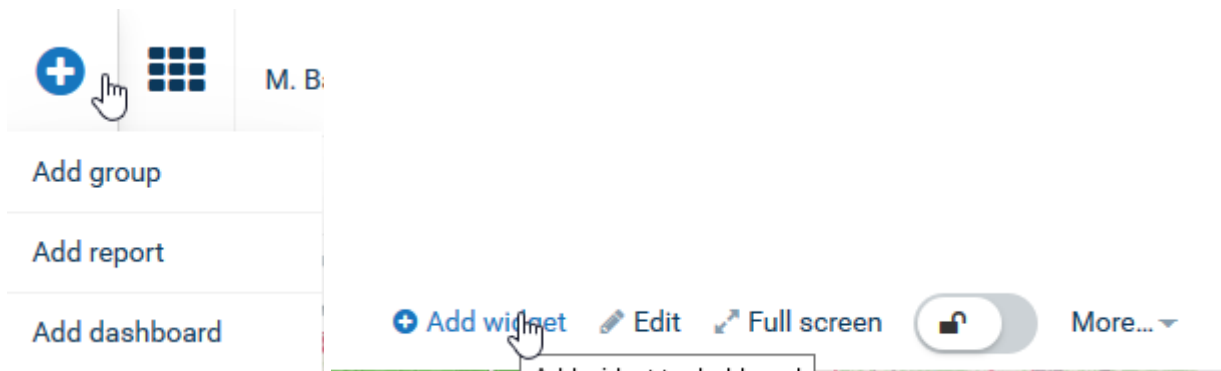 M. B
Add group
Add report
Add dashboard
Add widget Edit Full screen More...